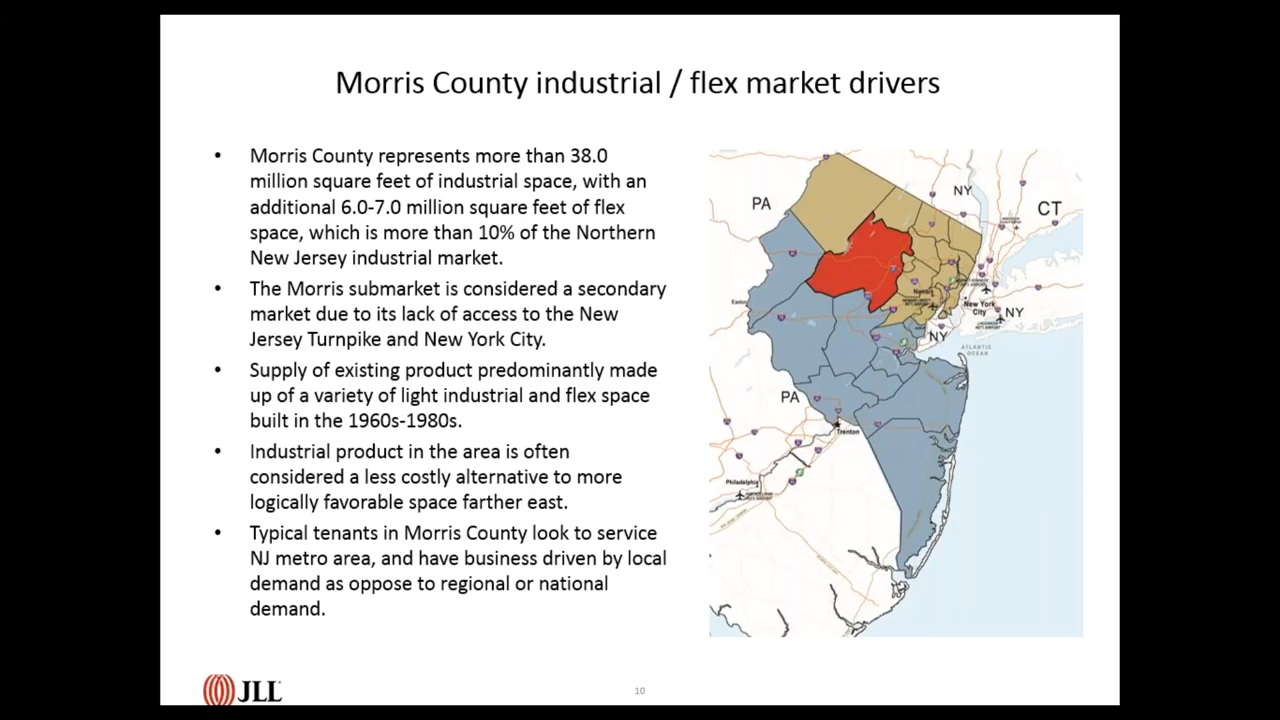 Morris County industrial / flex market drivers
• Morris County represents more than 38.0
million square feet of industrial space, with an
additional 6.0-7.0 million square feet of flex
space, which is more than 10% of the Northern
New Jersey industrial market.
• The Morris submarket is considered a secondary
market due to its lack of access to the New
Jersey Turnpike and New York City.
• Supply of existing product predominantly made
up of a variety of light industrial and flex space
built in the 1960s-1980s.
• Industrial product in the area is often
considered a less costly alternative to more
logically favorable space farther east.
• Typical tenants in Morris County look to service
NJ metro area, and have business driven by local
demand as oppose to regional or national
demand.
NY
PA
CT
Easton
Newark
New York
City
NY
NY
ATLANTIC
OCEAN
PA
Trenton
Philadelphia
JLL
10